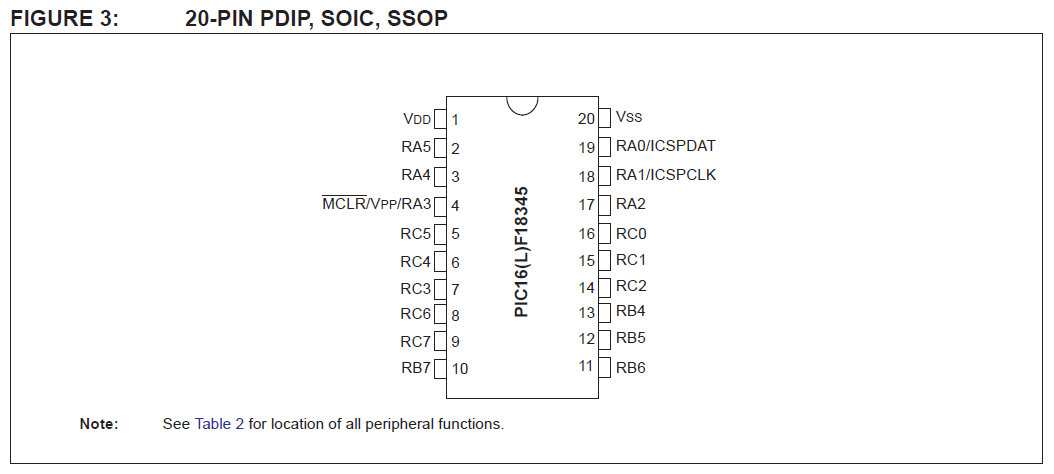 FIGURE 3: 20-PIN PDIP, SOIC, SSOP
VDD 1 20 VSS
RA5 2 19 RA0/ICSPDAT
RA4 3 18 RA1/ICSPCLK
MCLR/VPP/RA3 4 17 RA2
RC5 5 16 RC0
RC4 6 15 RC1
RC3 7 14 RC2
RC6 8 13 RB4
RC7 9 12 RB5
RB7 10 11 RB6
PIC16(L)F18345
Note: See Table 2 for location of all peripheral functions.